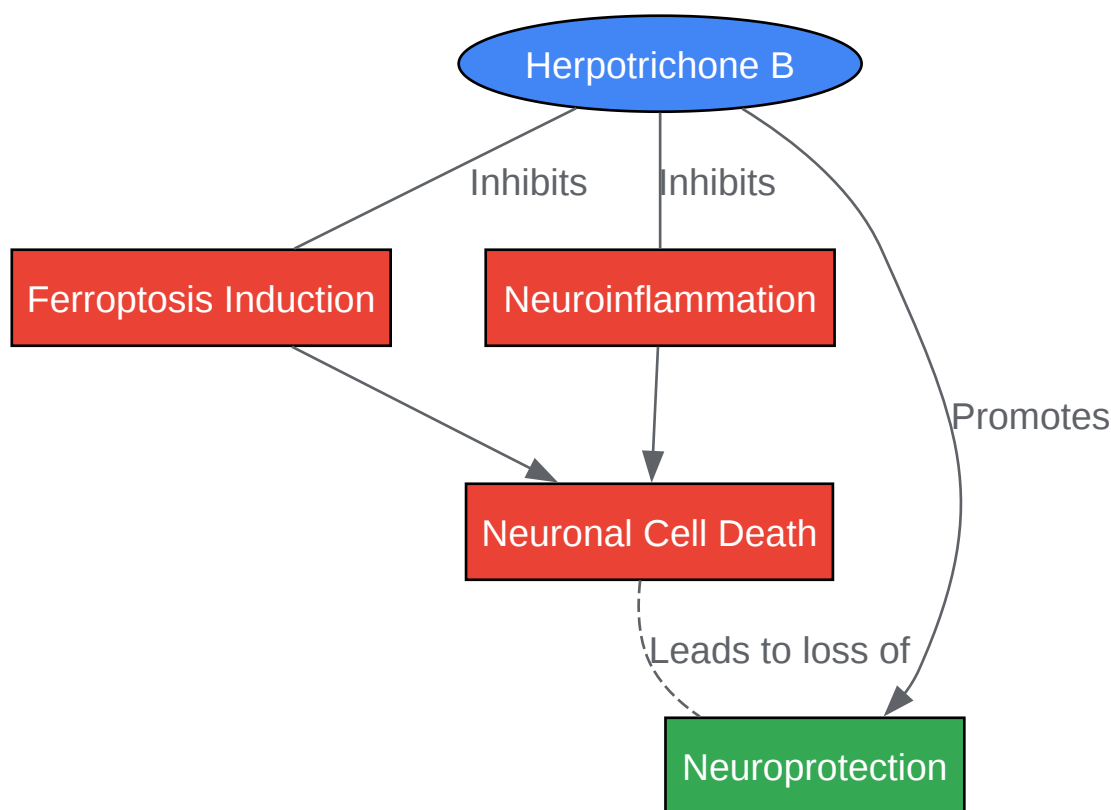 Herpotrichone B
Inhibits
Inhibits
Ferroptosis Induction
Neuroinflammation
Promotes
Neuronal Cell Death
Leads to loss of
Neuroprotection